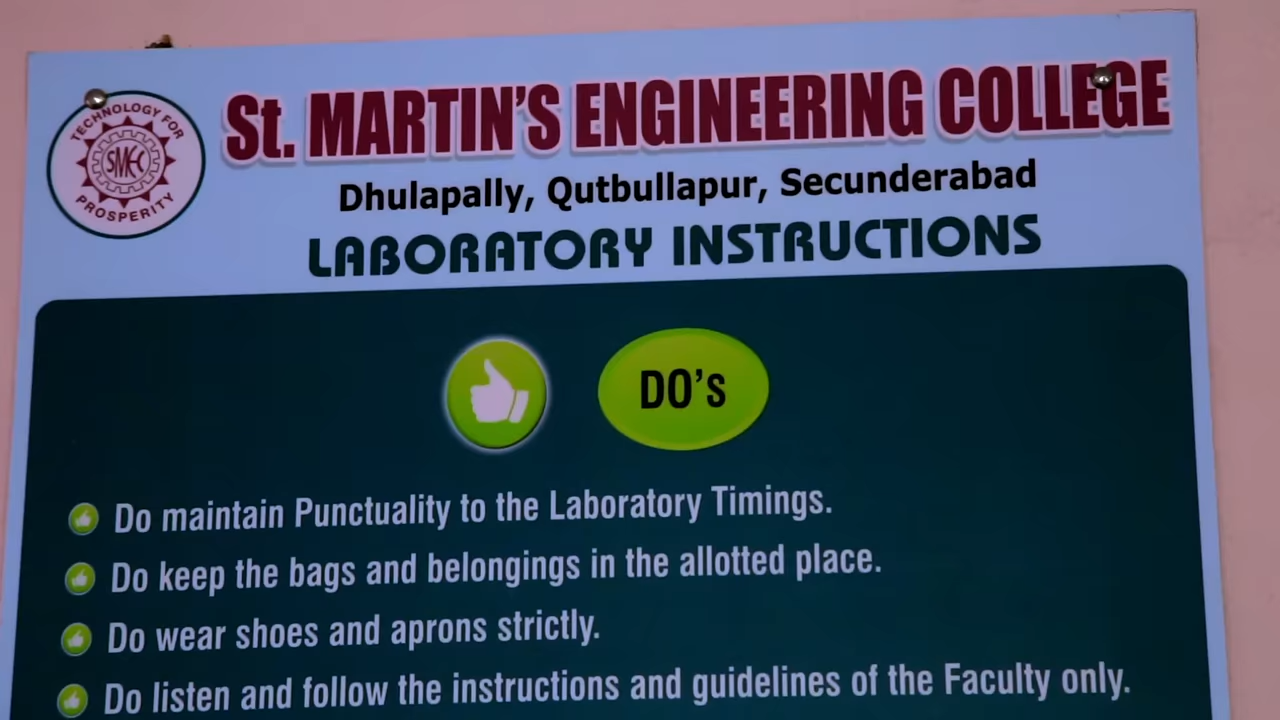 TECHNOLOGY FOR
SMEC
PROSPERITY
St. MARTIN'S ENGINEERING COLLEGE
Dhulapally, Qutbullapur, Secunderabad
LABORATORY INSTRUCTIONS
DO's
Do maintain Punctuality to the Laboratory Timings.
Do keep the bags and belongings in the allotted place.
Do wear shoes and aprons strictly.
Do listen and follow the instructions and guidelines of the Faculty only.